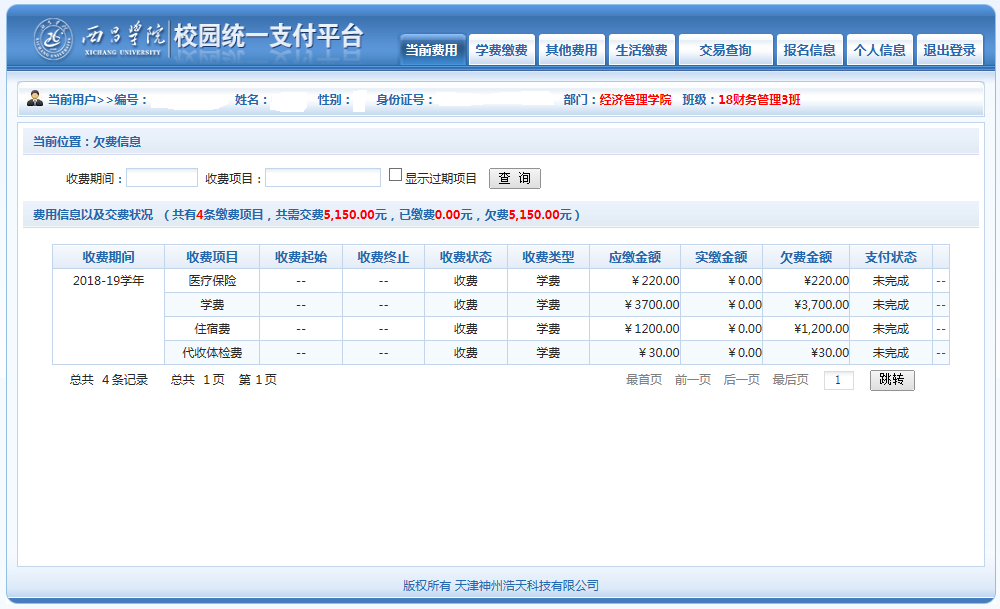 西昌学院 XICHANG UNIVERSITY 校园统一支付平台
当前费用 学费缴费 其他费用 生活缴费 交易查询 报名信息 个人信息 退出登录
当前用户>>编号： 姓名： 性别： 身份证号： 部门：经济管理学院 班级：18财务管理3班
当前位置：欠费信息
收费期间： 收费项目： 显示过期项目 查 询
费用信息以及交费状况 （共有4条缴费项目，共需交费5,150.00元，已缴费0.00元，欠费5,150.00元）
收费期间 收费项目 收费起始 收费终止 收费状态 收费类型 应缴金额 实缴金额 欠费金额 支付状态
2018-19学年 医疗保险 -- -- 收费 学费 ￥220.00 ￥0.00 ¥220.00 未完成 --
学费 -- -- 收费 学费 ￥3700.00 ￥0.00 ¥3,700.00 未完成 --
住宿费 -- -- 收费 学费 ￥1200.00 ￥0.00 ¥1,200.00 未完成 --
代收体检费 -- -- 收费 学费 ￥30.00 ￥0.00 ¥30.00 未完成 --
总共 4条记录 总共 1页 第1页 最首页 前一页 后一页 最后页 1 跳转
版权所有 天津神州浩天科技有限公司